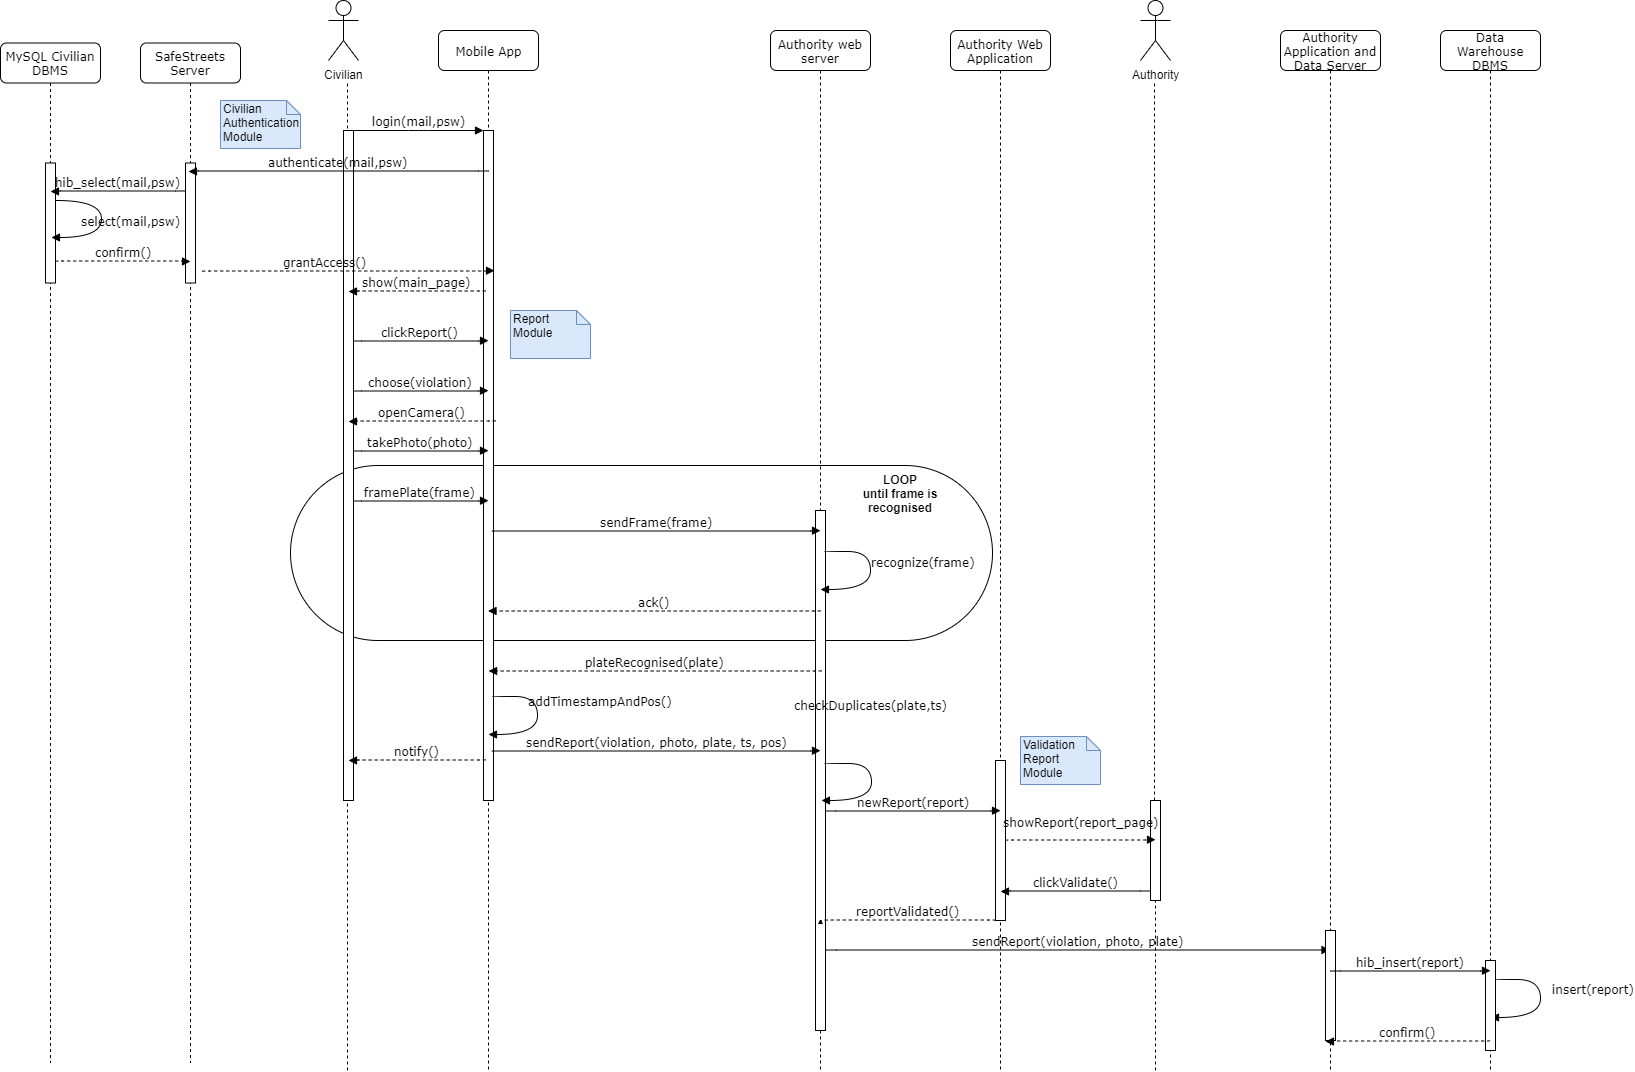 MySQL Civilian
DBMS
SafeStreets
Server
Civilian
Mobile App
Authority web
server
Authority Web
Application
Authority
Authority
Application and
Data Server
Data
Warehouse
DBMS
Civilian
Authentication
Module
login(mail,psw)
authenticate(mail,psw)
hib_select(mail,psw)
select(mail,psw)
confirm()
grantAccess()
show(main_page)
Report
Module
clickReport()
choose(violation)
openCamera()
takePhoto(photo)
LOOP
until frame is
recognised
framePlate(frame)
sendFrame(frame)
recognize(frame)
ack()
plateRecognised(plate)
addTimestampAndPos()
checkDuplicates(plate,ts)
sendReport(violation, photo, plate, ts, pos)
notify()
Validation
Report
Module
newReport(report)
showReport(report_page)
clickValidate()
reportValidated()
sendReport(violation, photo, plate)
hib_insert(report)
insert(report)
confirm()